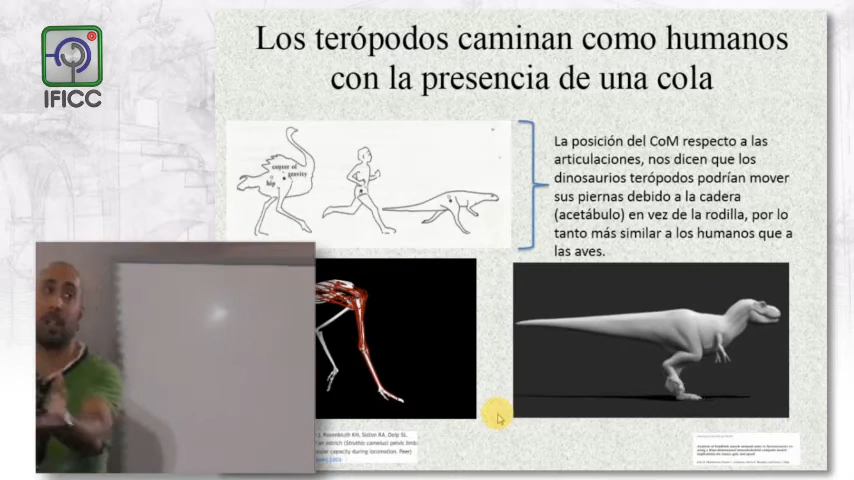 IFICC
Los terópodos caminan como humanos
con la presencia de una cola
center of
gravity
hip
La posición del CoM respecto a las
articulaciones, nos dicen que los
dinosaurios terópodos podrían mover
sus piernas debido a la cadera
(acetábulo) en vez de la rodilla, por lo
tanto más similar a los humanos que a
las aves.